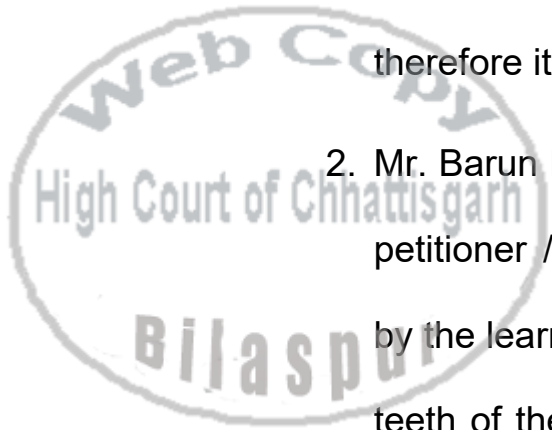 therefore it
2. Mr. Barun
petitioner /
by the learn
teeth of the
Web Copy
High Court of Chhattisgarh
Bilaspur